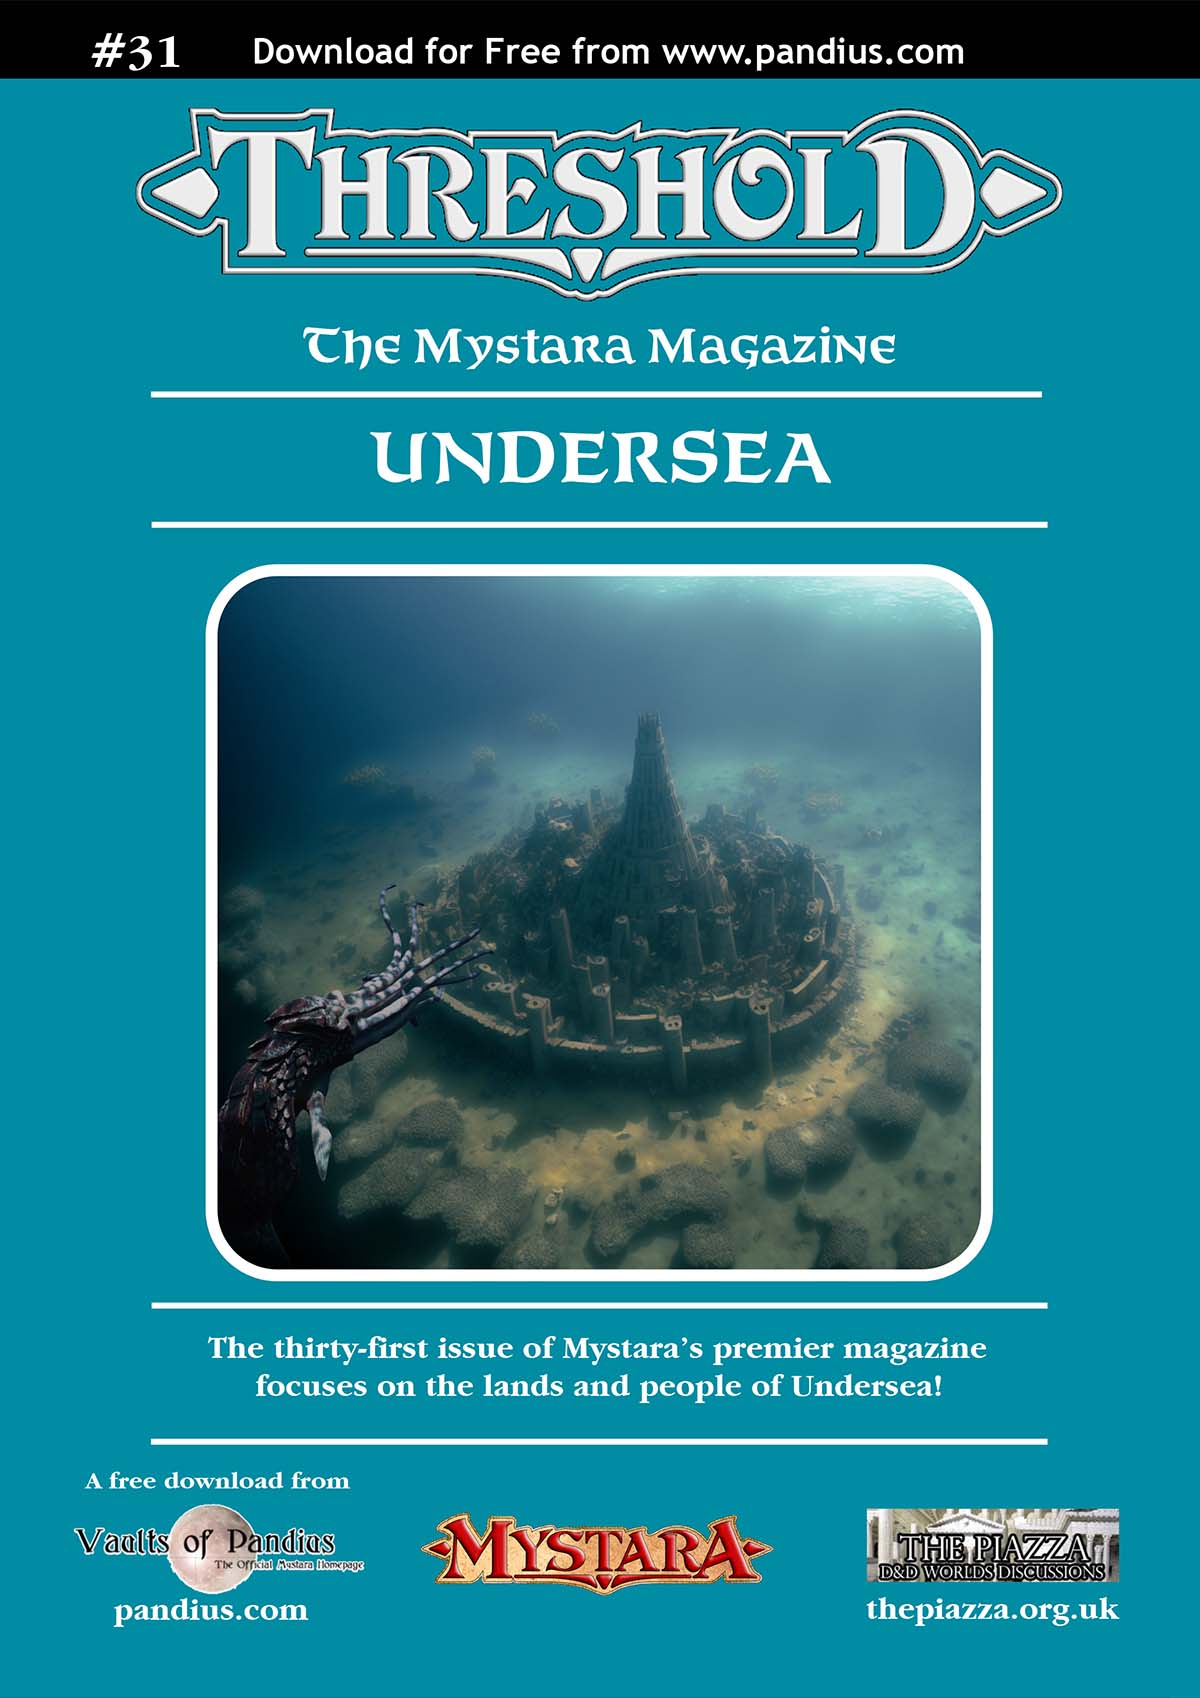 #31 Download for Free from www.pandius.com
THRESHOLD
The Mystara Magazine
UNDERSEA
The thirty-first issue of Mystara's premier magazine
focuses on the lands and people of Undersea!
A free download from
Vaults of Pandius
The Official Mystara Homepage
pandius.com
MYSTARA
THE PIAZZA
D&D WORLDS DISCUSSIONS
thepiazza.org.uk